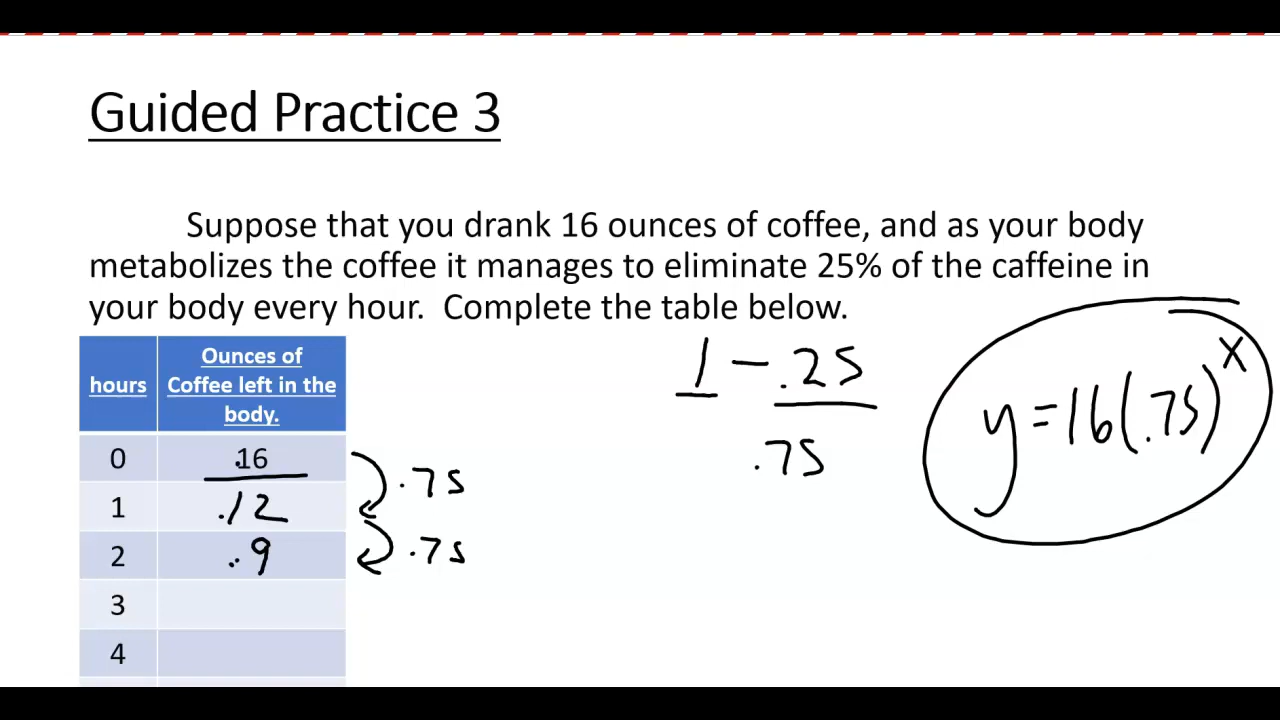 Guided Practice 3
Suppose that you drank 16 ounces of coffee, and as your body
metabolizes the coffee it manages to eliminate 25% of the caffeine in
your body every hour. Complete the table below.
hours
Ounces of
Coffee left in the
body.
0 .16
1 .12
2 .9
3
4
.75
.75
1 - .25
.75
y=16(.75)^x